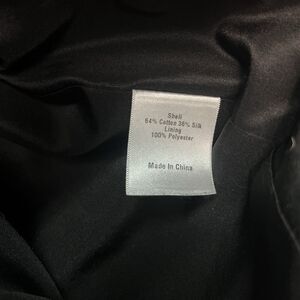 Shell
64% Cotton 36% Silk
Lining
100% Polyester
Made In China